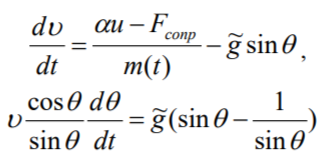 dυ/dt = (αu − F_сопр)/m(t) − g̃ sin θ,
υ (cos θ/sin θ) (dθ/dt) = g̃(sin θ − 1/sin θ)